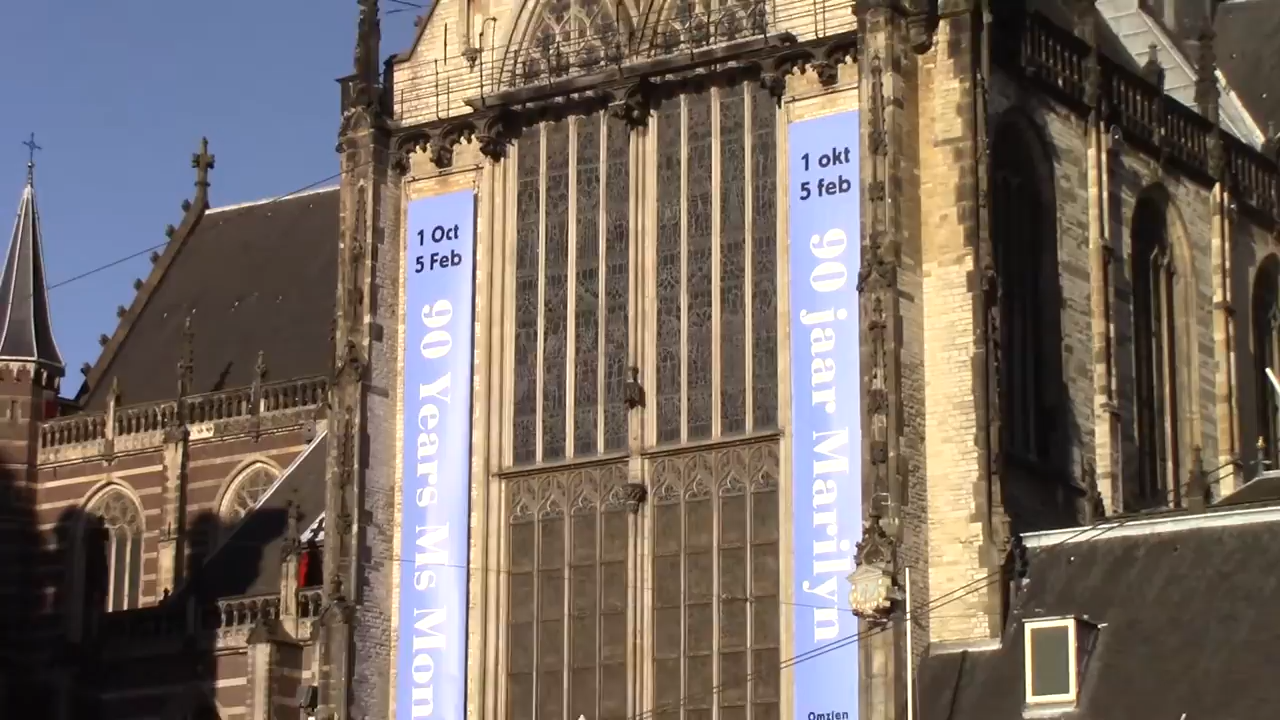 1 Oct
5 Feb
90 Years Ms Mon
1 okt
5 feb
90 jaar Marilyn
Omzien